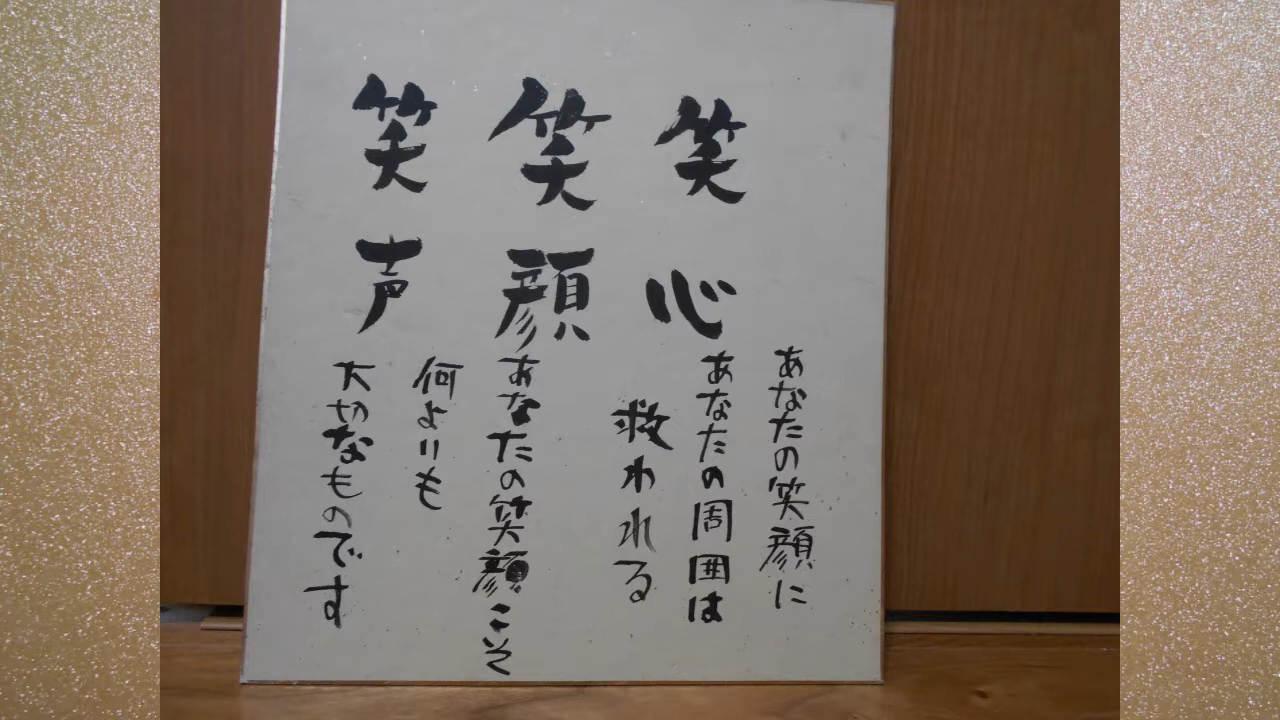 笑心
笑顔
笑声
あなたの笑顔に
あなたの周囲は
救われる
あなたの笑顔こそ
何よりも
大切なものです